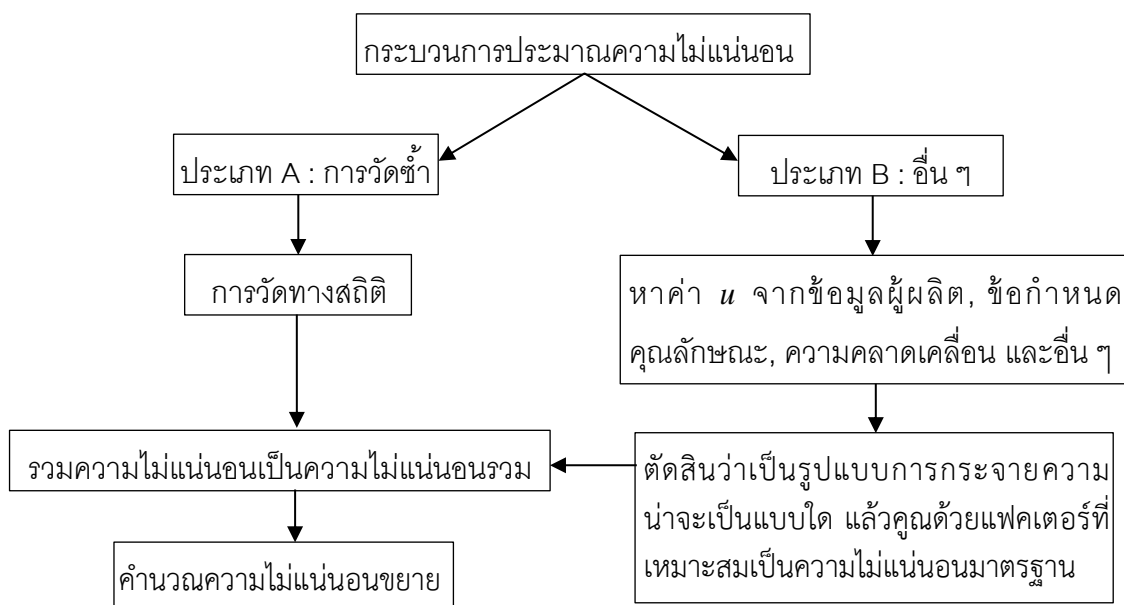 กระบวนการประมาณความไม่แน่นอน
ประเภท A : การวัดซ้ำ
ประเภท B : อื่น ๆ
การวัดทางสถิติ
หาค่า u จากข้อมูลผู้ผลิต, ข้อกำหนด
คุณลักษณะ, ความคลาดเคลื่อน และอื่น ๆ
รวมความไม่แน่นอนเป็นความไม่แน่นอนรวม
ตัดสินว่าเป็นรูปแบบการกระจายความ
น่าจะเป็นแบบใด แล้วคูณด้วยแฟคเตอร์ที่
เหมาะสมเป็นความไม่แน่นอนมาตรฐาน
คำนวณความไม่แน่นอนขยาย